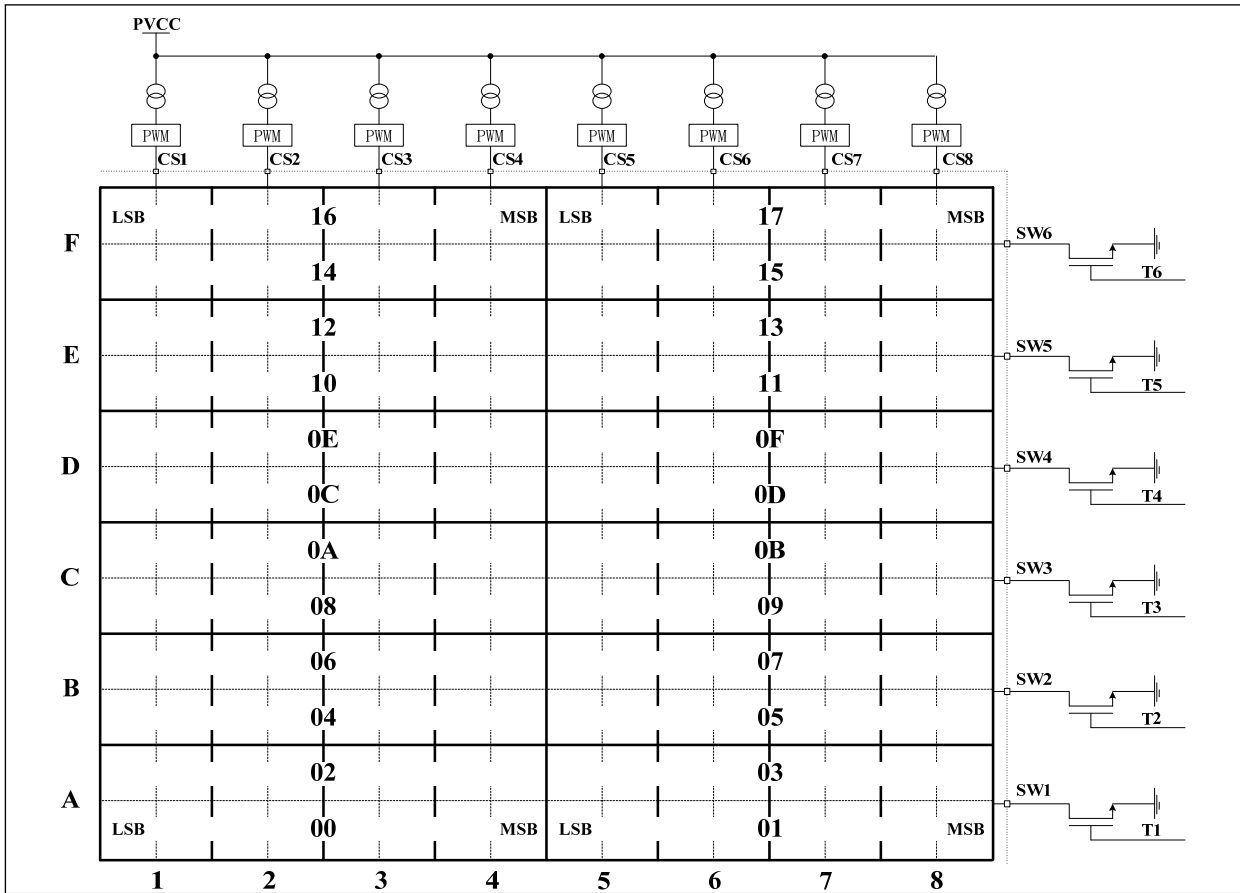 PVCC
PWM PWM PWM PWM PWM PWM PWM PWM
CS1 CS2 CS3 CS4 CS5 CS6 CS7 CS8
LSB 16 MSB LSB 17 MSB
F SW6
14 15 T6
12 13
E SW5
10 11 T5
0E 0F
D SW4
0C 0D T4
0A 0B
C SW3
08 09 T3
06 07
B SW2
04 05 T2
02 03
A SW1
LSB 00 MSB LSB 01 MSB T1
1 2 3 4 5 6 7 8